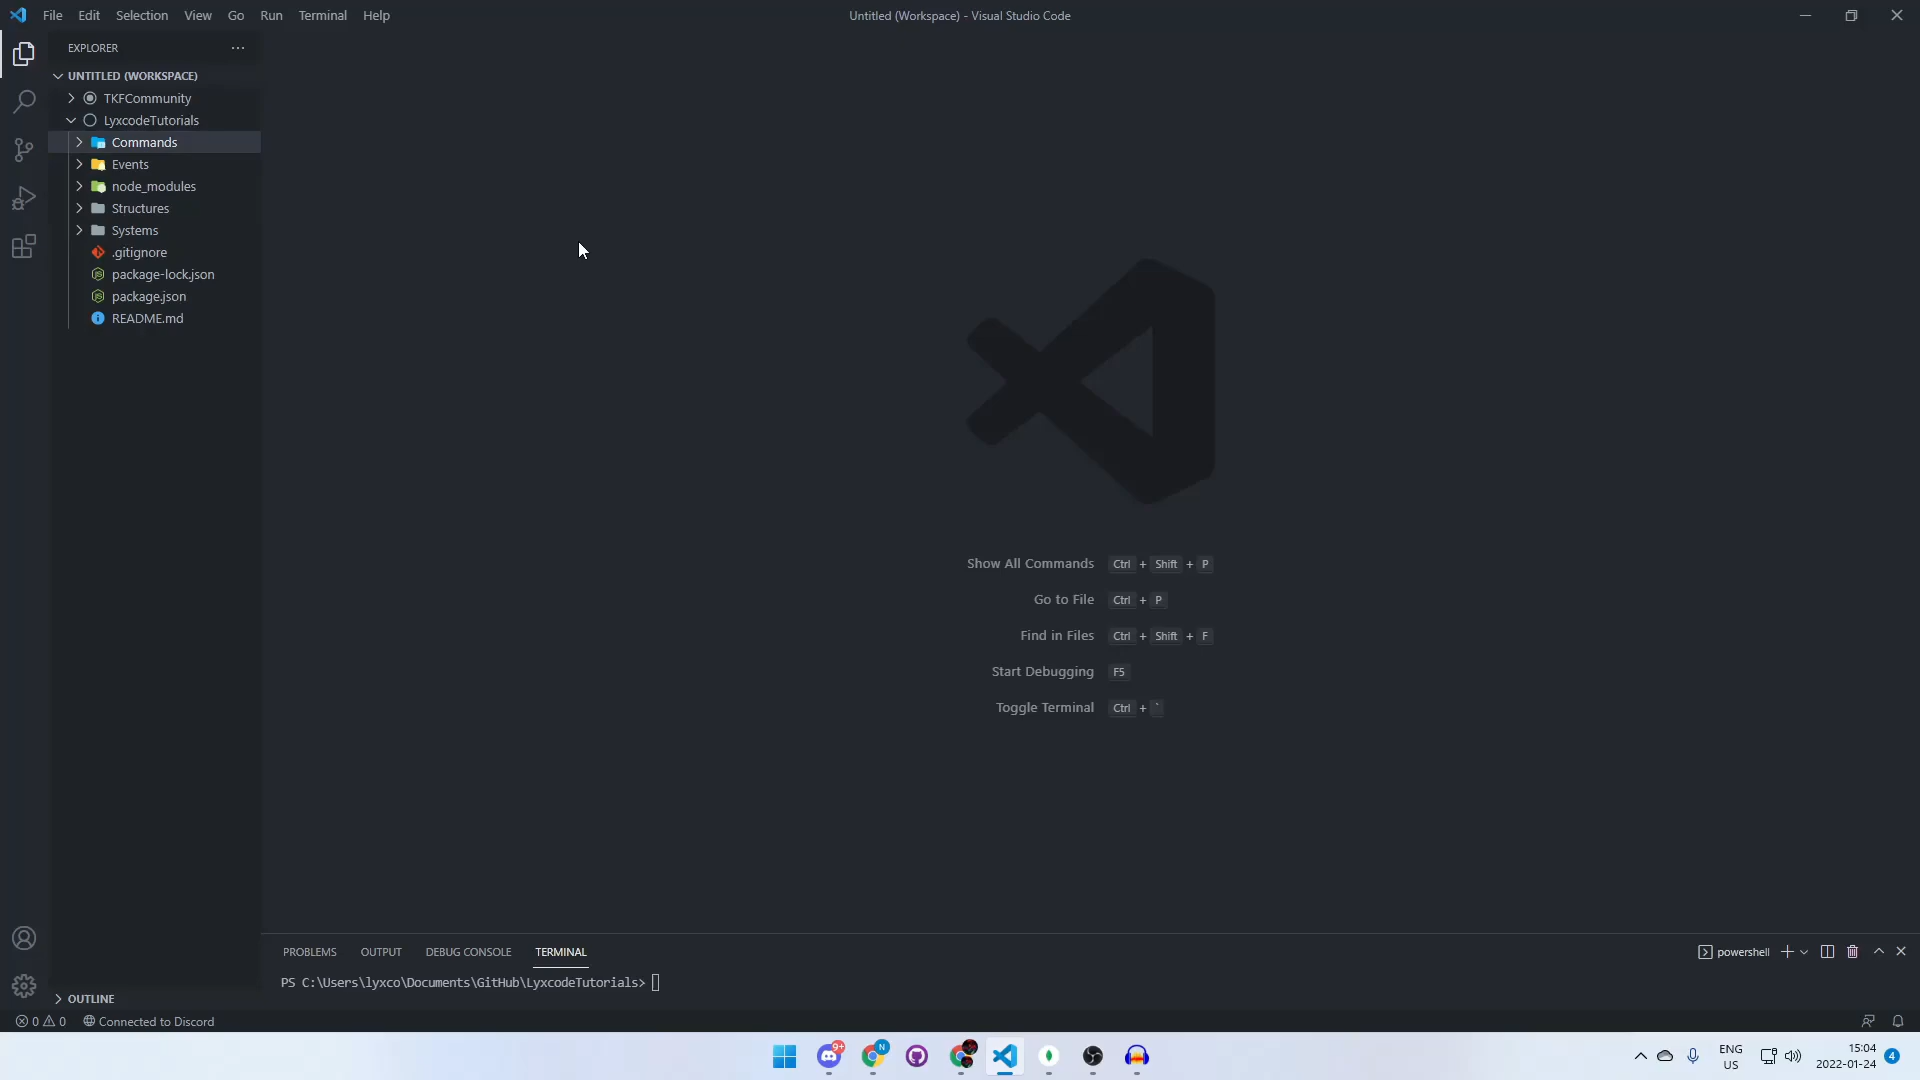 File Edit Selection View Go Run Terminal Help
Untitled (Workspace) - Visual Studio Code
EXPLORER
UNTITLED (WORKSPACE)
TKFCommunity
LyxcodeTutorials
Commands
Events
node_modules
Structures
Systems
.gitignore
package-lock.json
package.json
README.md
Show All Commands Ctrl + Shift + P
Go to File Ctrl + P
Find in Files Ctrl + Shift + F
Start Debugging F5
Toggle Terminal Ctrl + `
PROBLEMS OUTPUT DEBUG CONSOLE TERMINAL
powershell
PS C:\Users\lyxco\Documents\GitHub\LyxcodeTutorials>
OUTLINE
0 0 Connected to Discord
9+
N
ENG
US
15:04
2022-01-24
4